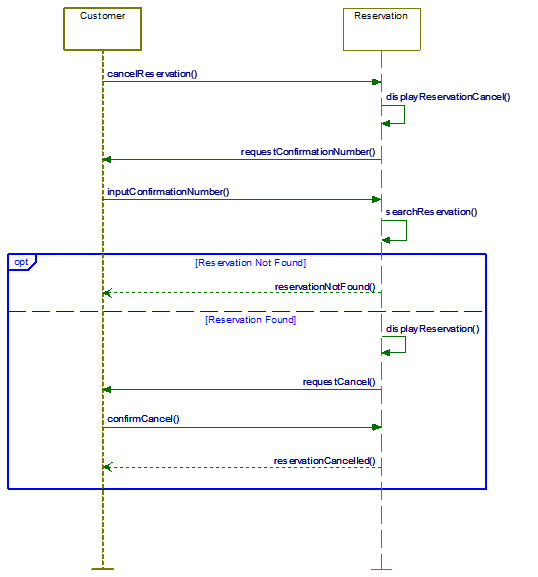 Customer
Reservation
cancelReservation()
displayReservationCancel()
requestConfirmationNumber()
inputConfirmationNumber()
searchReservation()
opt
[Reservation Not Found]
reservationNotFound()
[Reservation Found]
displayReservation()
requestCancel()
confirmCancel()
reservationCancelled()